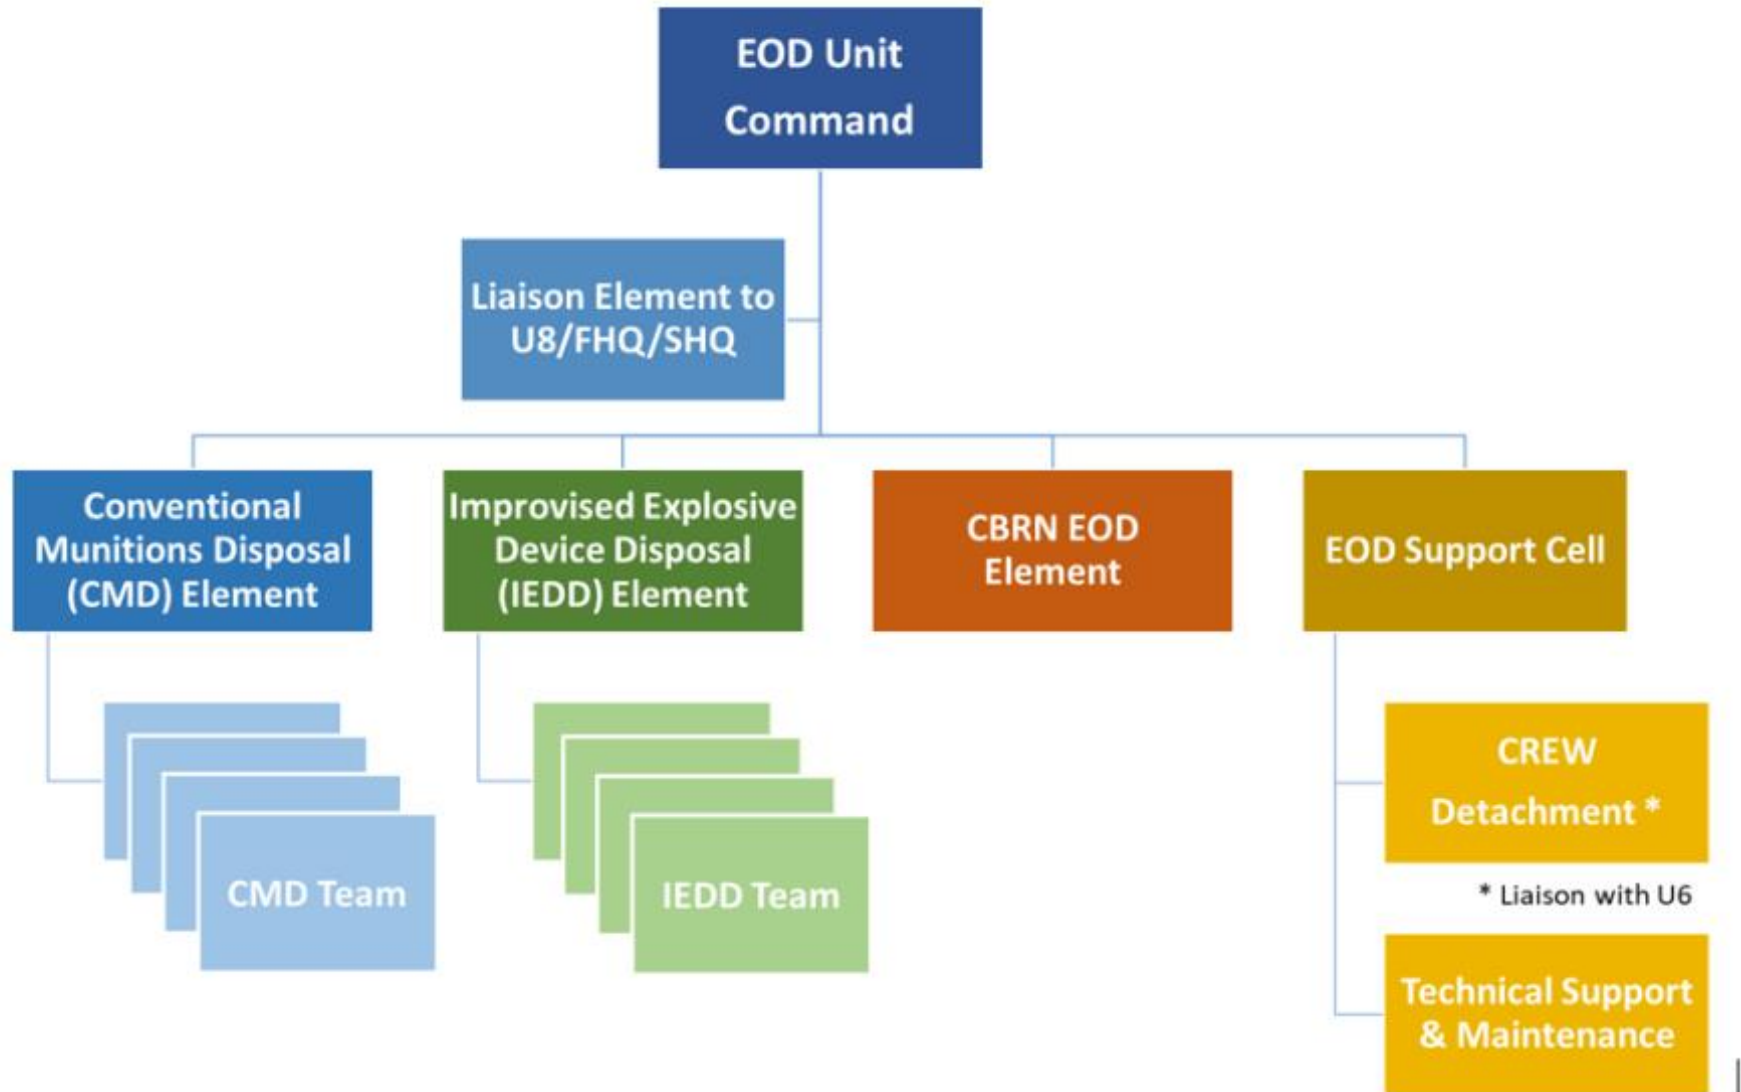 EOD Unit
Command
Liaison Element to
U8/FHQ/SHQ
Conventional
Munitions Disposal
(CMD) Element
Improvised Explosive
Device Disposal
(IEDD) Element
CBRN EOD
Element
EOD Support Cell
CMD Team
IEDD Team
CREW
Detachment *
* Liaison with U6
Technical Support
& Maintenance